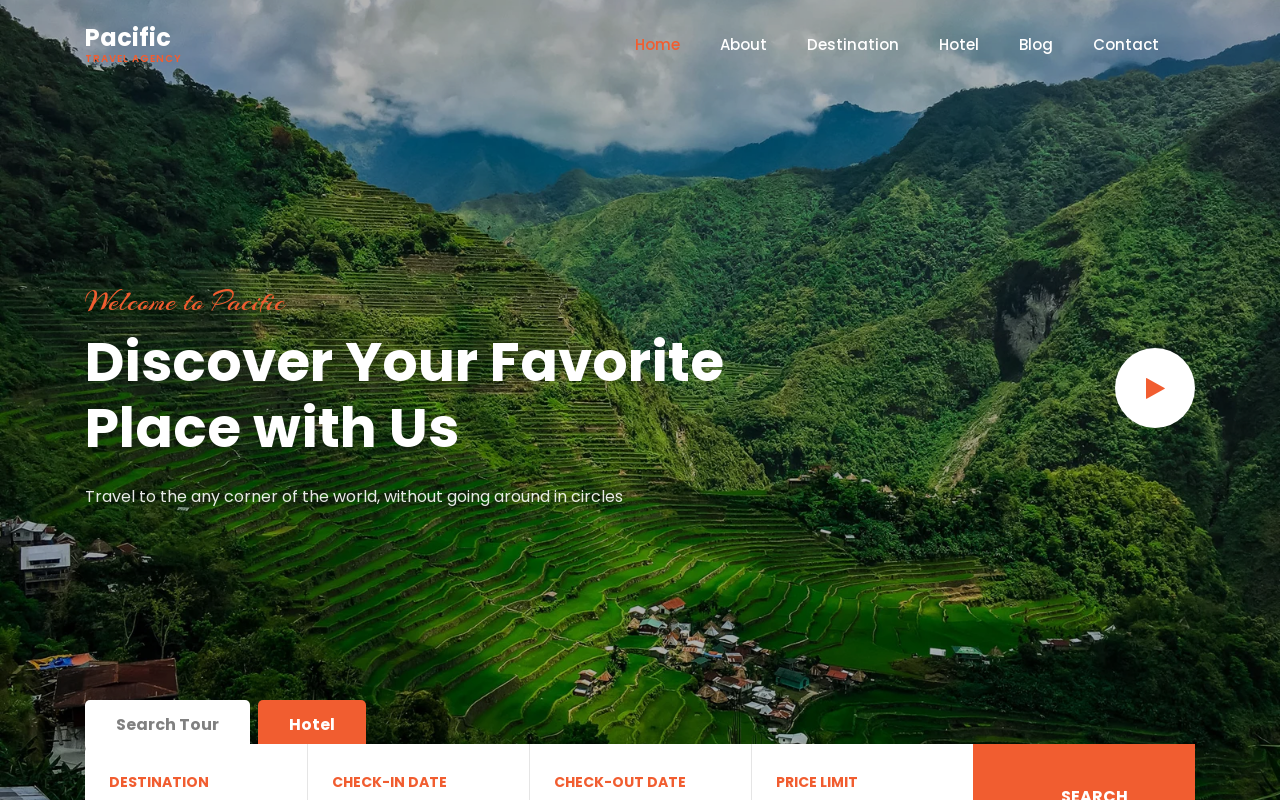 Pacific
TRAVEL AGENCY
Home
About
Destination
Hotel
Blog
Contact
Welcome to Pacific
Discover Your Favorite
Place with Us
Travel to the any corner of the world, without going around in circles
Search Tour
Hotel
DESTINATION
CHECK-IN DATE
CHECK-OUT DATE
PRICE LIMIT
SEARCH